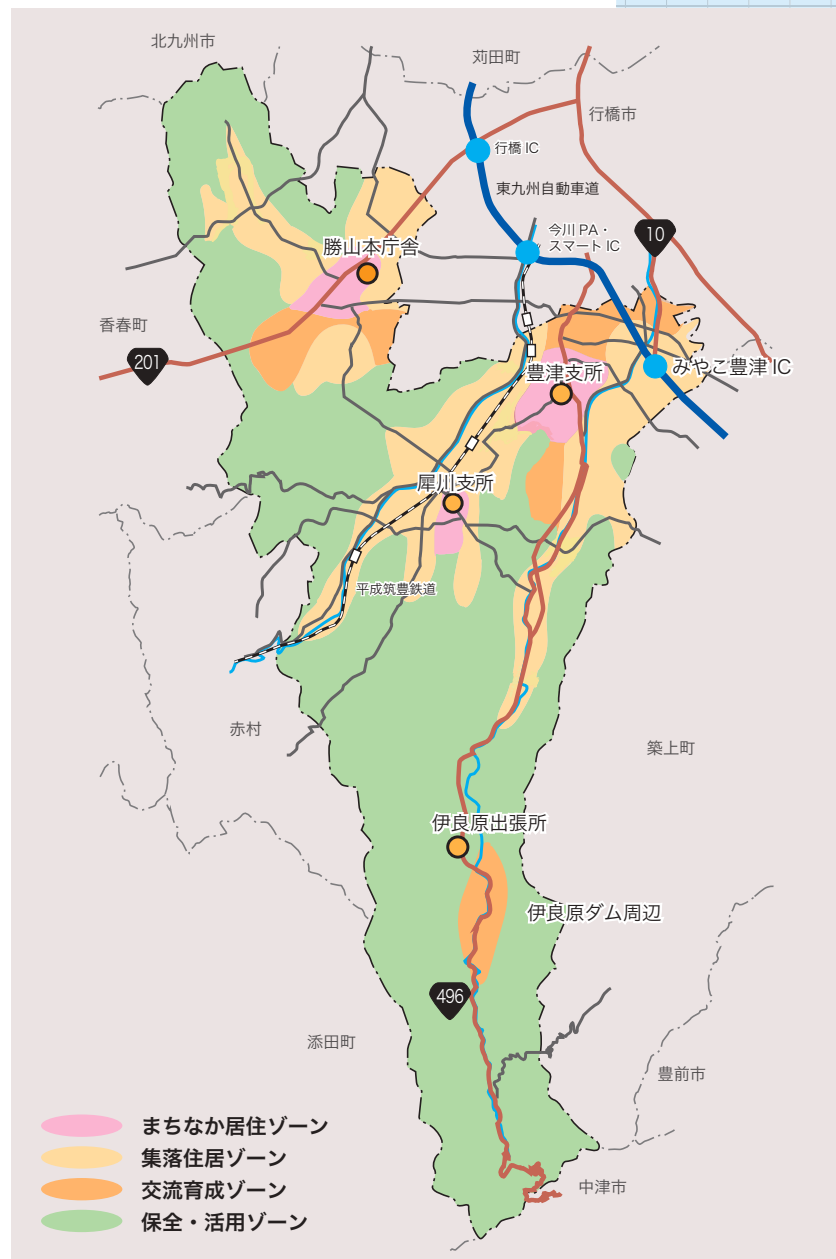 北九州市
苅田町
行橋市
行橋 IC
東九州自動車道
今川 PA・
スマート IC
10
勝山本庁舎
香春町
201
豊津支所
みやこ豊津 IC
犀川支所
平成筑豊鉄道
赤村
築上町
伊良原出張所
伊良原ダム周辺
496
添田町
豊前市
中津市
まちなか居住ゾーン
集落住居ゾーン
交流育成ゾーン
保全・活用ゾーン